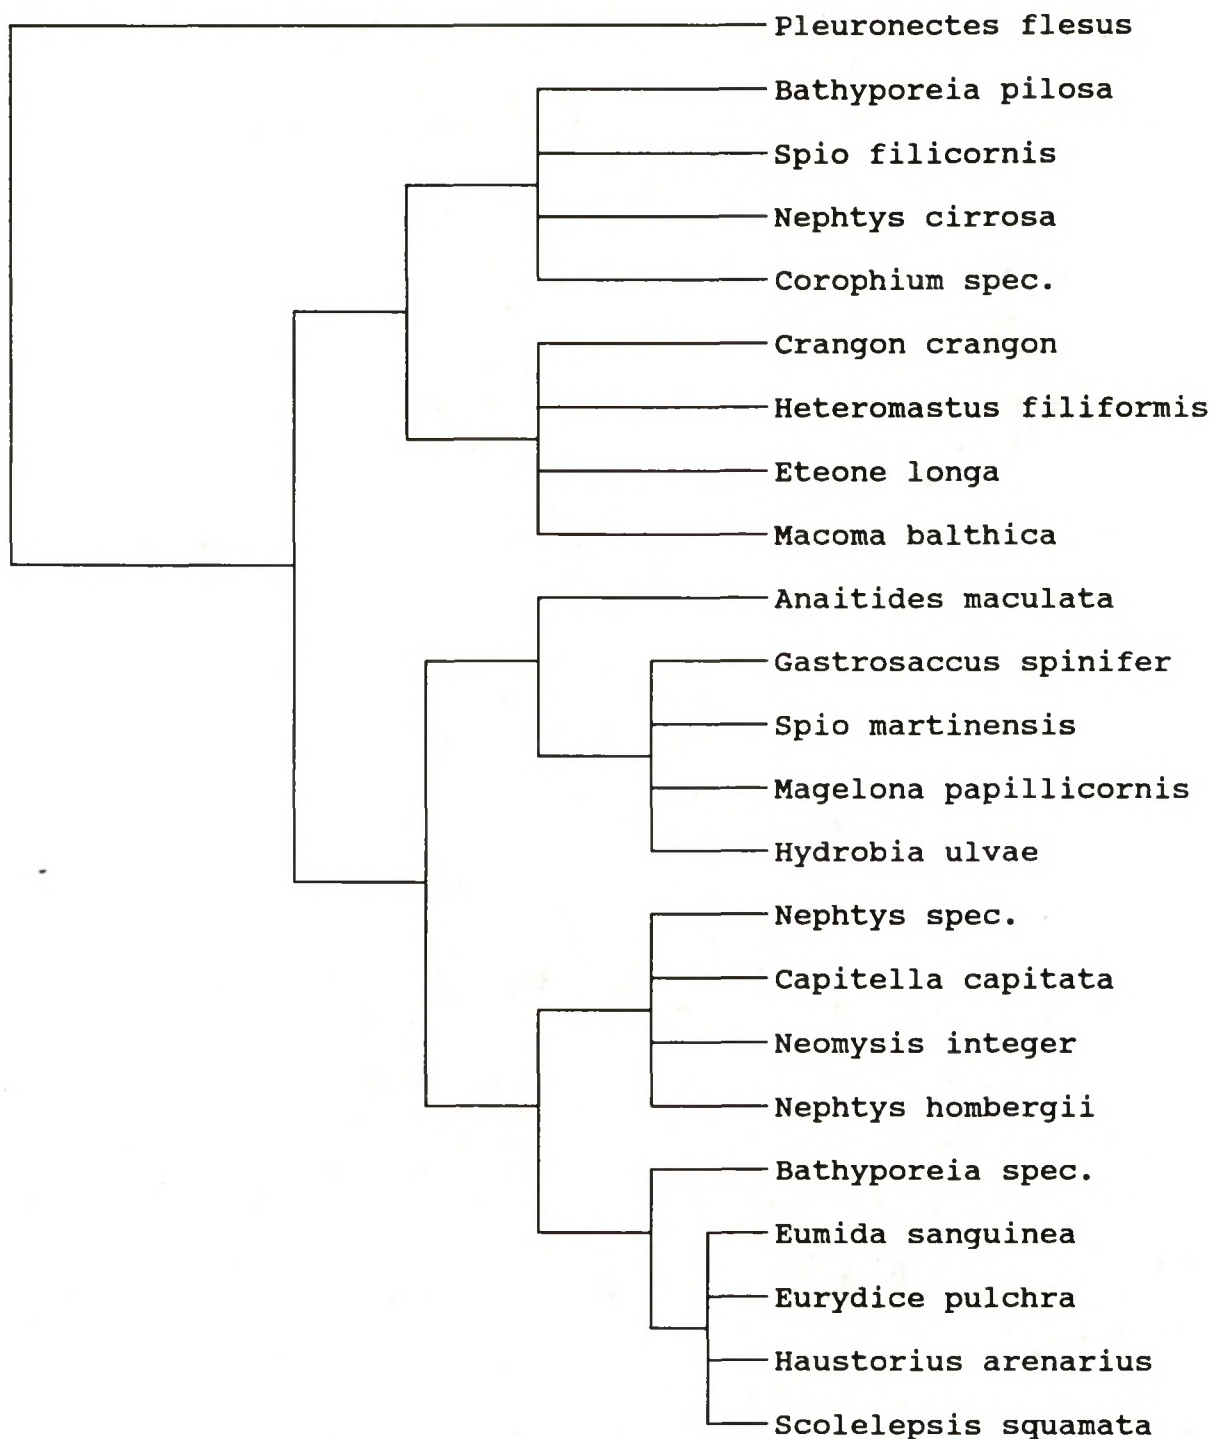 Pleuronectes flesus
Bathyporeia pilosa
Spio filicornis
Nephtys cirrosa
Corophium spec.
Crangon crangon
Heteromastus filiformis
Eteone longa
Macoma balthica
Anaitides maculata
Gastrosaccus spinifer
Spio martinensis
Magelona papillicornis
Hydrobia ulvae
Nephtys spec.
Capitella capitata
Neomysis integer
Nephtys hombergii
Bathyporeia spec.
Eumida sanguinea
Eurydice pulchra
Haustorius arenarius
Scolelepsis squamata